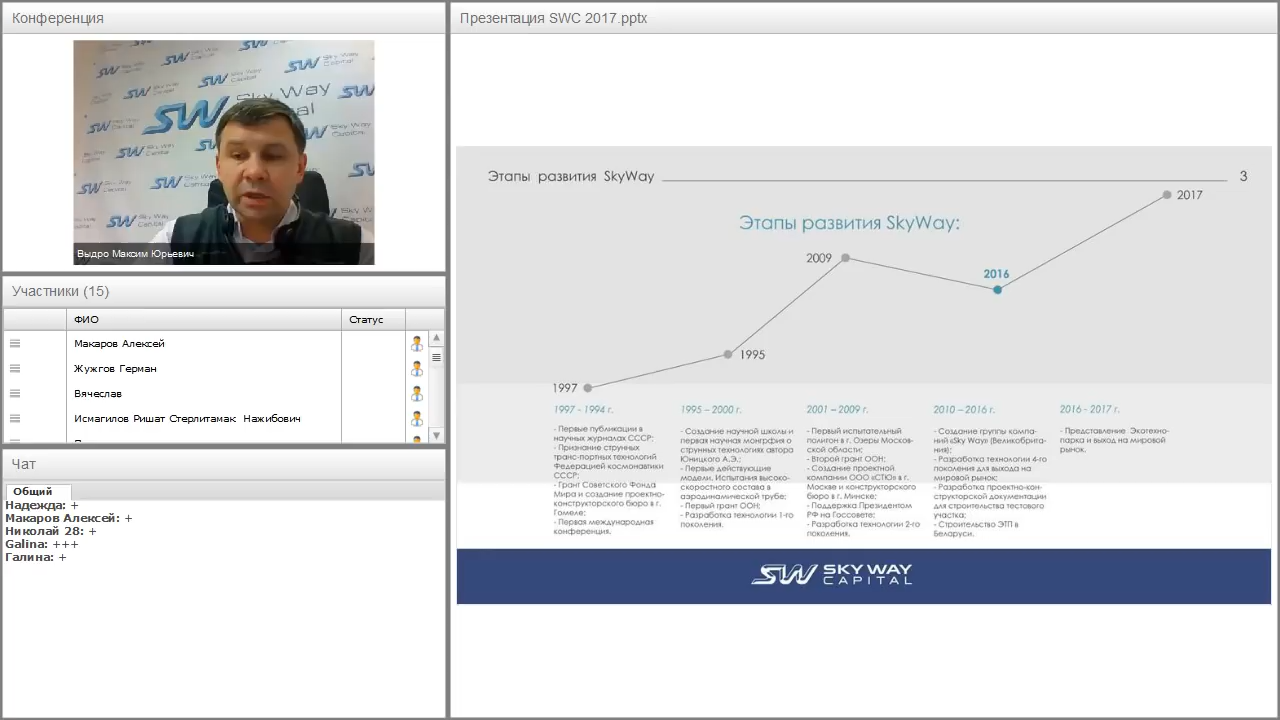 Конференция
SW
Sky Way
Capital
Выдро Максим Юрьевич
Участники (15)
ФИО
Статус
Макаров Алексей
Жужгов Герман
Вячеслав
Исмагилов Ришат Стерлитамак Нажибович
Чат
Общий
Надежда: +
Макаров Алексей: +
Николай 28: +
Galina: +++
Галина: +
Презентация SWC 2017.pptx
Этапы развития SkyWay
3
Этапы развития SkyWay:
1997
1995
2009
2016
2017
1997 - 1994 г.
- Первые публикации в
научных журналах СССР;
- Признание струнных
транс-портных технологий
Федерацией космонавтики
СССР;
- Грант Советского Фонда
Мира и создание проектно-
конструкторского бюро в г.
Гомеле;
- Первая международная
конференция.
1995 – 2000 г.
- Создание научной школы и
первая научная монгрфия о
струнных технологиях автора
Юницкого А.Э.;
- Первые действующие
модели. Испытания высоко-
скоростного состава в
аэродинамической трубе;
- Первый грант ООН;
- Разработка технологии 1-го
поколения.
2001 – 2009 г.
- Первый испытательный
полигон в г. Озеры Москов-
ской области;
- Второй грант ООН;
- Создание проектной
компании ООО «СТЮ» в г.
Москве и конструкторского
бюро в г. Минске;
- Поддержка Президентом
РФ на Госсовете;
- Разработка технологии 2-го
поколения.
2010 – 2016 г.
- Создание группы компа-
ний «Sky Way» (Великобрита-
ния);
- Разработка технологии 4-го
поколения для выхода на
мировой рынок;
- Разработка проектно-кон-
структорской документации
для строительства тестового
участка;
- Строительство ЭТП в
Беларуси.
2016 - 2017 г.
- Представление Экотехно-
парка и выход на мировой
рынок.
SW SKY WAY
CAPITAL